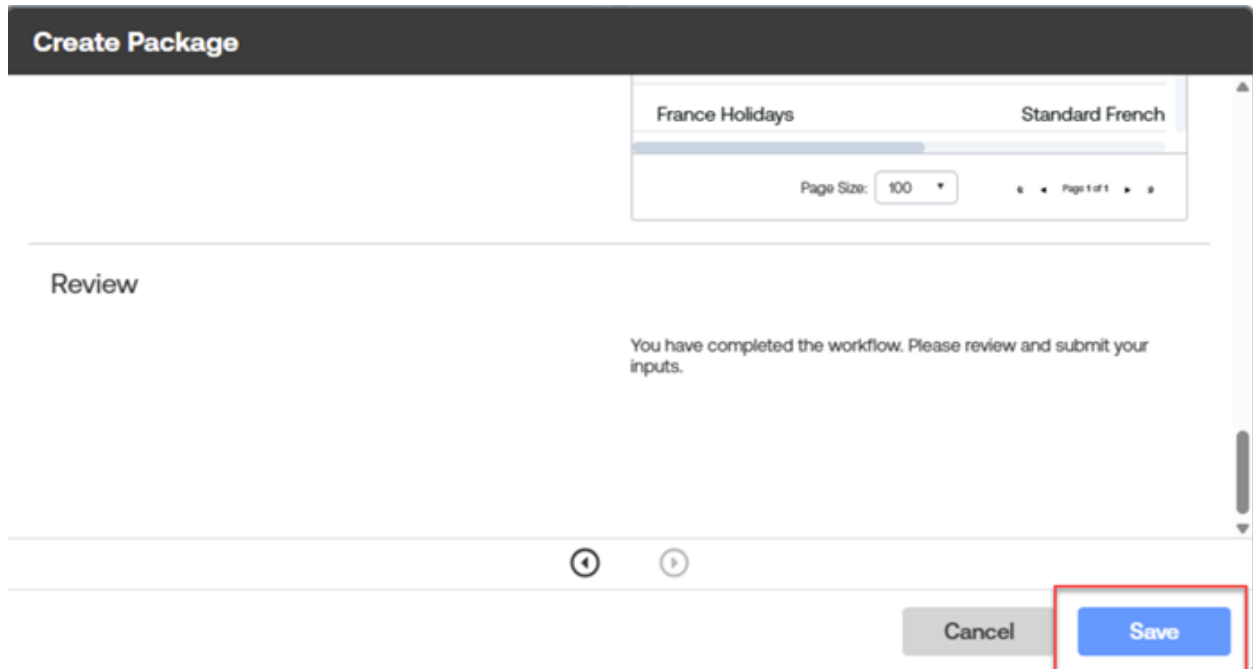 Create Package
France Holidays Standard French
Page Size: 100 Page 1 of 1
Review
You have completed the workflow. Please review and submit your
inputs.
Cancel Save